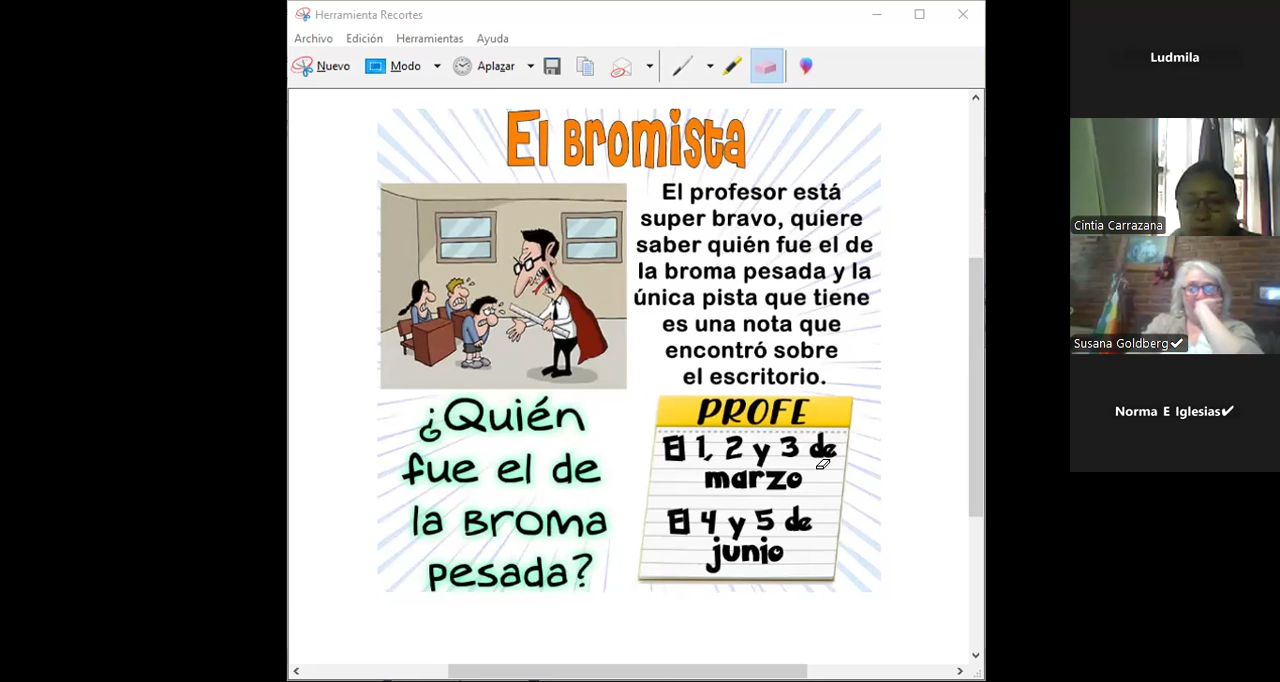 Herramienta Recortes
Archivo Edición Herramientas Ayuda
Nuevo Modo Aplazar
El Bromista
El profesor está
super bravo, quiere
saber quién fue el de
la broma pesada y la
única pista que tiene
es una nota que
encontró sobre
el escritorio.
¿Quién
fue el de
la broma
pesada?
PROFE
El 1, 2 y 3 de
marzo
El 4 y 5 de
junio
Ludmila
Cintia Carrazana
Susana Goldberg
Norma E Iglesias